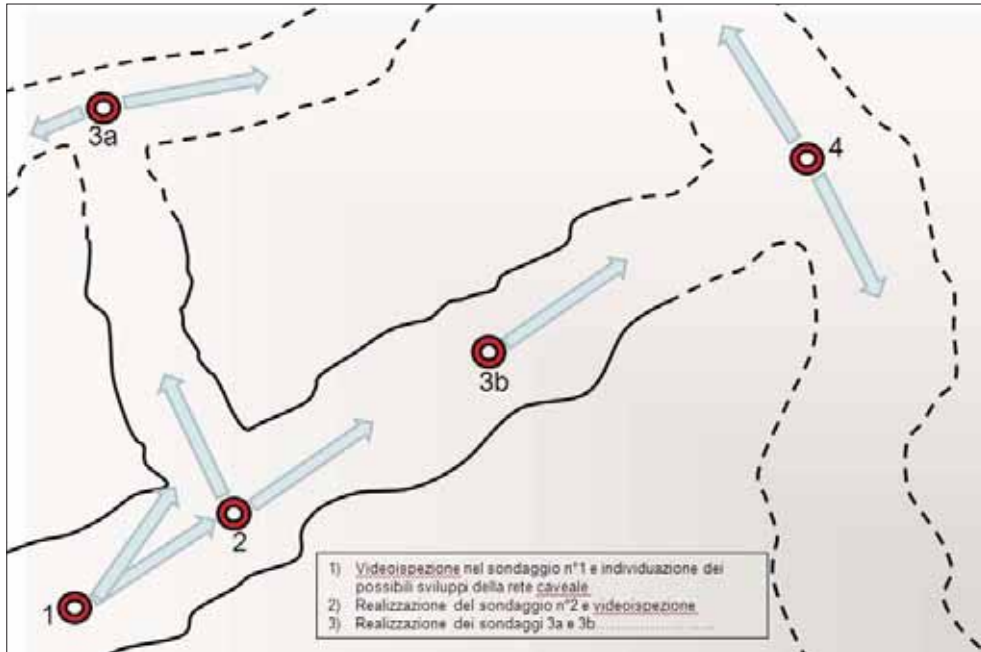 3a
4
3b
2
1
1) Videoispezione nel sondaggio n°1 e individuazione dei
possibili sviluppi della rete caveale
2) Realizzazione del sondaggio n°2 e videoispezione
3) Realizzazione dei sondaggi 3a e 3b......................